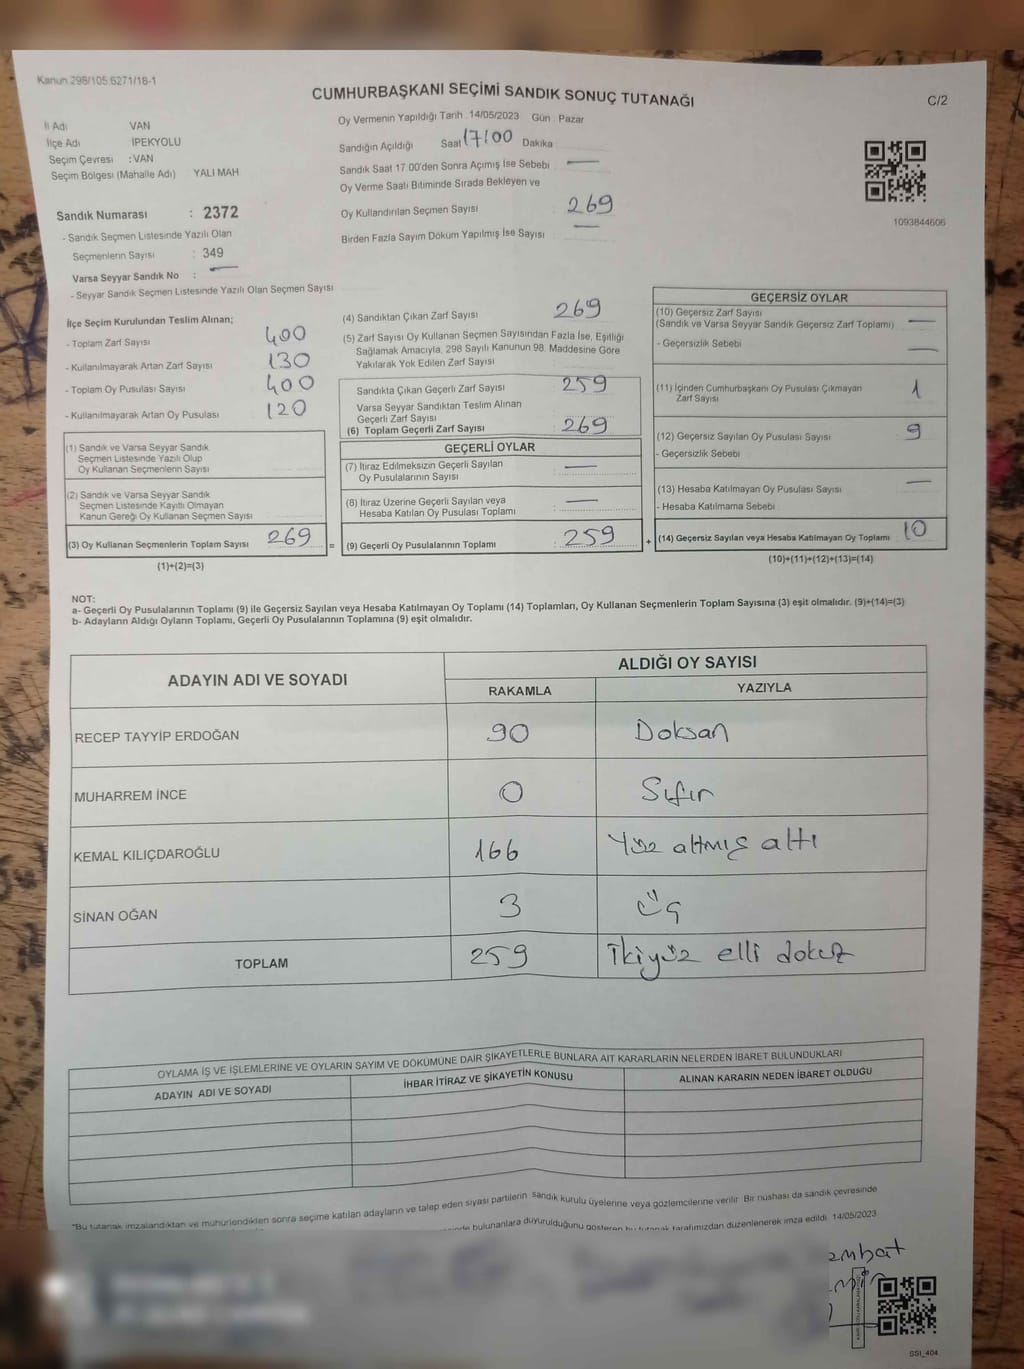 Kanun 298/105 6271/18-1
CUMHURBAŞKANI SEÇİMİ SANDIK SONUÇ TUTANAĞI
C/2
İl Adı VAN
İlçe Adı İPEKYOLU
Seçim Çevresi : VAN
Seçim Bölgesi (Mahalle Adı) YALI MAH
Sandık Numarası : 2372
- Sandık Seçmen Listesinde Yazılı Olan
Seçmenlerin Sayısı : 349
Varsa Seyyar Sandık No : —
- Seyyar Sandık Seçmen Listesinde Yazılı Olan Seçmen Sayısı
Oy Vermenin Yapıldığı Tarih : 14/05/2023 Gün : Pazar
Sandığın Açıldığı Saat 17:00 Dakika
Sandık Saat 17.00'den Sonra Açımış İse Sebebi —
Oy Verme Saati Bitiminde Sırada Bekleyen ve
Oy Kullandırılan Seçmen Sayısı : 269
Birden Fazla Sayım Döküm Yapılmış İse Sayısı —
1093844606
İlçe Seçim Kurulundan Teslim Alınan;
- Toplam Zarf Sayısı 400
- Kullanılmayarak Artan Zarf Sayısı 130
- Toplam Oy Pusulası Sayısı 400
- Kullanılmayarak Artan Oy Pusulası 120
(1) Sandık ve Varsa Seyyar Sandık
Seçmen Listesinde Yazılı Olup
Oy Kullanan Seçmenlerin Sayısı
(2) Sandık ve Varsa Seyyar Sandık
Seçmen Listesinde Kayıtlı Olmayan
Kanun Gereği Oy Kullanan Seçmen Sayısı
(3) Oy Kullanan Seçmenlerin Toplam Sayısı 269
(1)+(2)=(3)
=
(4) Sandıktan Çıkan Zarf Sayısı 269
(5) Zarf Sayısı Oy Kullanan Seçmen Sayısından Fazla İse, Eşitliği
Sağlamak Amacıyla, 298 Sayılı Kanunun 98. Maddesine Göre
Yakılarak Yok Edilen Zarf Sayısı
Sandıkta Çıkan Geçerli Zarf Sayısı : 259
Varsa Seyyar Sandıktan Teslim Alınan
Geçerli Zarf Sayısı
(6) Toplam Geçerli Zarf Sayısı : 269
GEÇERLİ OYLAR
(7) İtiraz Edilmeksizin Geçerli Sayılan
Oy Pusulalarının Sayısı —
(8) İtiraz Üzerine Geçerli Sayılan veya
Hesaba Katılan Oy Pusulaları Toplamı —
(9) Geçerli Oy Pusulalarının Toplamı : 259
+
GEÇERSİZ OYLAR
(10) Geçersiz Zarf Sayısı
(Sandık ve Varsa Seyyar Sandık Geçersiz Zarf Toplamı) —
- Geçersizlik Sebebi —
(11) İçinden Cumhurbaşkanı Oy Pusulası Çıkmayan
Zarf Sayısı 1
(12) Geçersiz Sayılan Oy Pusulası Sayısı 9
- Geçersizlik Sebebi
(13) Hesaba Katılmayan Oy Pusulası Sayısı —
- Hesaba Katılmama Sebebi
(14) Geçersiz Sayılan veya Hesaba Katılmayan Oy Toplamı 10
(10)+(11)+(12)+(13)=(14)
NOT:
a- Geçerli Oy Pusulalarının Toplamı (9) ile Geçersiz Sayılan veya Hesaba Katılmayan Oy Toplamı (14) Toplamları, Oy Kullanan Seçmenlerin Toplam Sayısına (3) eşit olmalıdır. (9)+(14)=(3)
b- Adayların Aldığı Oyların Toplamı, Geçerli Oy Pusulalarının Toplamına (9) eşit olmalıdır.
ADAYIN ADI VE SOYADI
ALDIĞI OY SAYISI
RAKAMLA YAZIYLA
RECEP TAYYİP ERDOĞAN 90 Doksan
MUHARREM İNCE 0 Sıfır
KEMAL KILIÇDAROĞLU 166 Yüz altmış altı
SİNAN OĞAN 3 Üç
TOPLAM 259 İkiyüz elli dokuz
OYLAMA İŞ VE İŞLEMLERİNE VE OYLARIN SAYIM VE DÖKÜMÜNE DAİR ŞİKAYETLERLE BUNLARA AİT KARARLARIN NELERDEN İBARET BULUNDUKLARI
ADAYIN ADI VE SOYADI İHBAR İTİRAZ VE ŞİKAYETİN KONUSU ALINAN KARARIN NEDEN İBARET OLDUĞU
"Bu tutanak imzalandıktan ve mühürlendikten sonra seçime katılan adayların ve talep eden siyasi partilerin sandık kurulu üyelerine veya gözlemcilerine verilir. Bir nüshası da sandık çevresinde
bulunanlara duyurulduğunu gösteren bu tutanak tarafımızdan düzenlenerek imza edildi. 14/05/2023
SSI_404